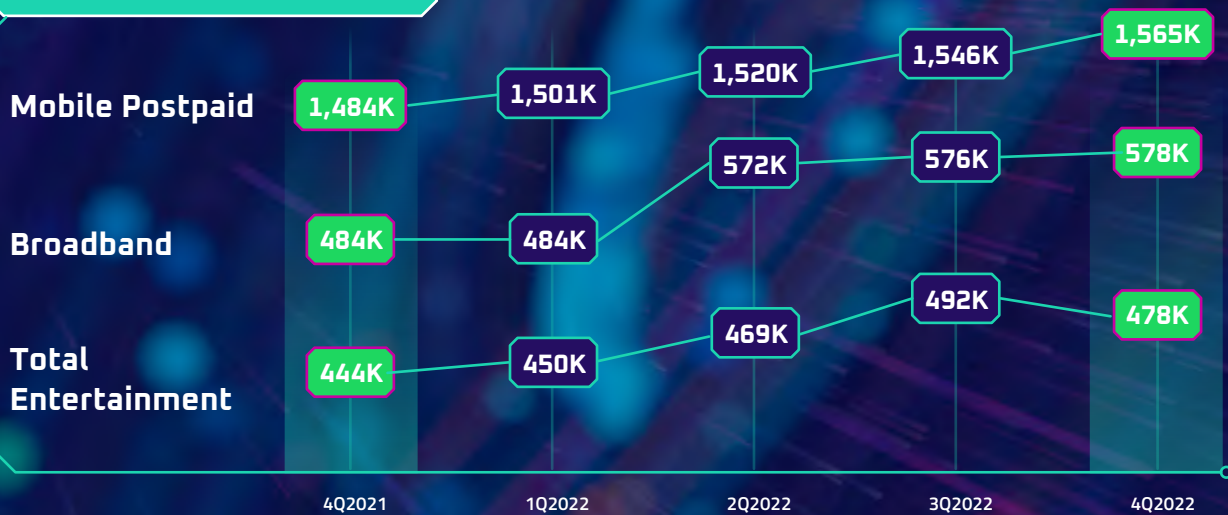 Mobile Postpaid
1,484K
1,501K
1,520K
1,546K
1,565K
Broadband
484K
484K
572K
576K
578K
Total
Entertainment
444K
450K
469K
492K
478K
4Q2021
1Q2022
2Q2022
3Q2022
4Q2022